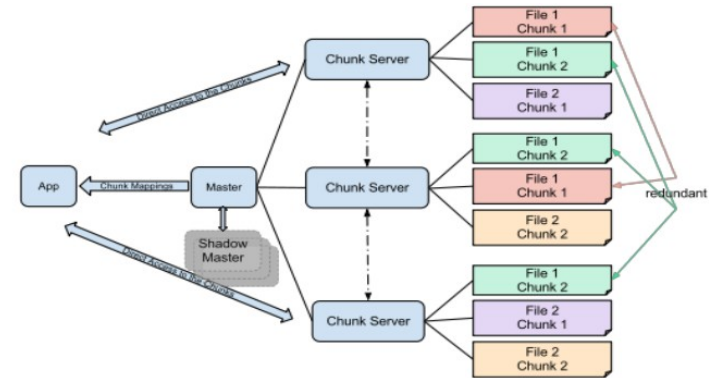 File 1
Chunk 1
File 1
Chunk 2
File 2
Chunk 1
Chunk Server
Direct Access to the Chunks
File 1
Chunk 2
File 1
Chunk 1
File 2
Chunk 2
redundant
App
Chunk Mappings
Master
Chunk Server
Shadow
Master
Direct Access to the Chunks
File 1
Chunk 2
File 2
Chunk 1
File 2
Chunk 2
Chunk Server